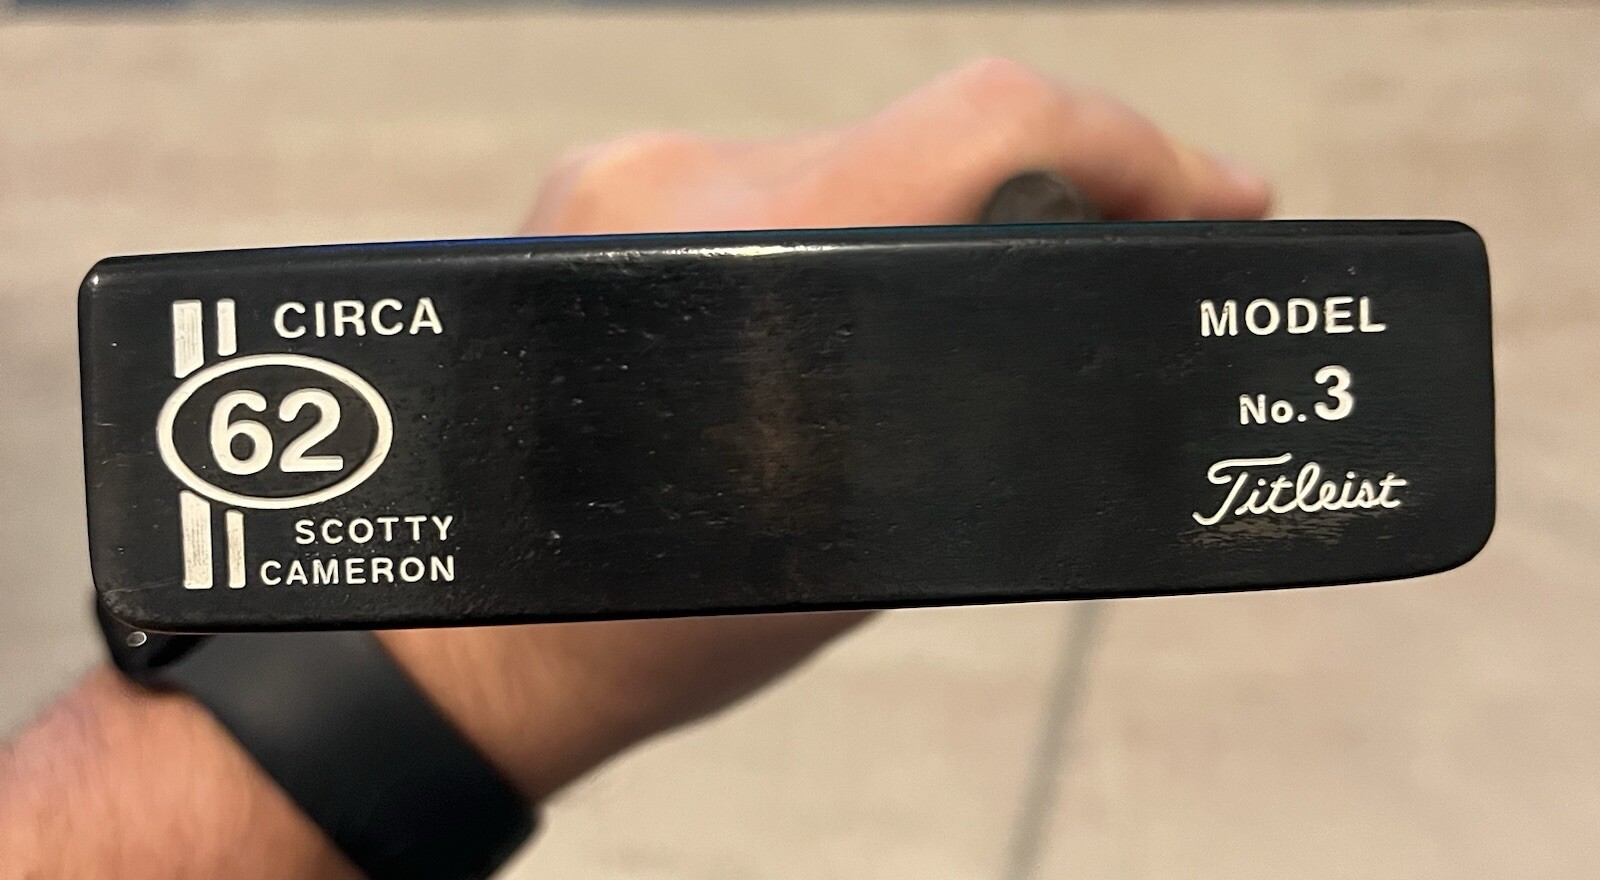 CIRCA
62
SCOTTY
CAMERON
MODEL
No. 3
Titleist